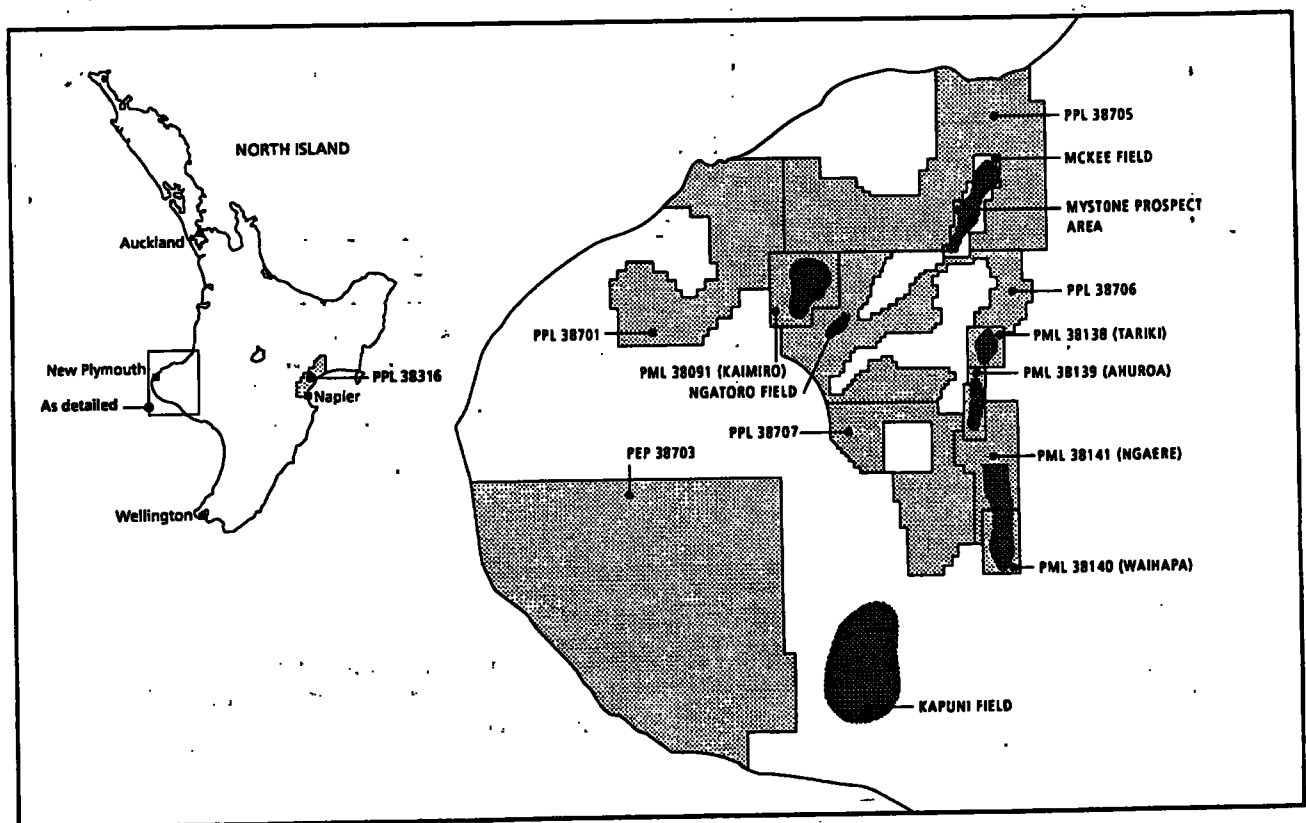 NORTH ISLAND
Auckland
New Plymouth
As detailed
PPL 38316
Napier
Wellington
PPL 38705
MCKEE FIELD
MYSTONE PROSPECT
AREA
PPL 38706
PPL 38701
PML 38138 (TARIKI)
PML 38091 (KAIMIRO)
PML 38139 (AHUROA)
NGATORO FIELD
PPL 38707
PEP 38703
PML 38141 (NGAERE)
PML 38140 (WAIHAPA)
KAPUNI FIELD